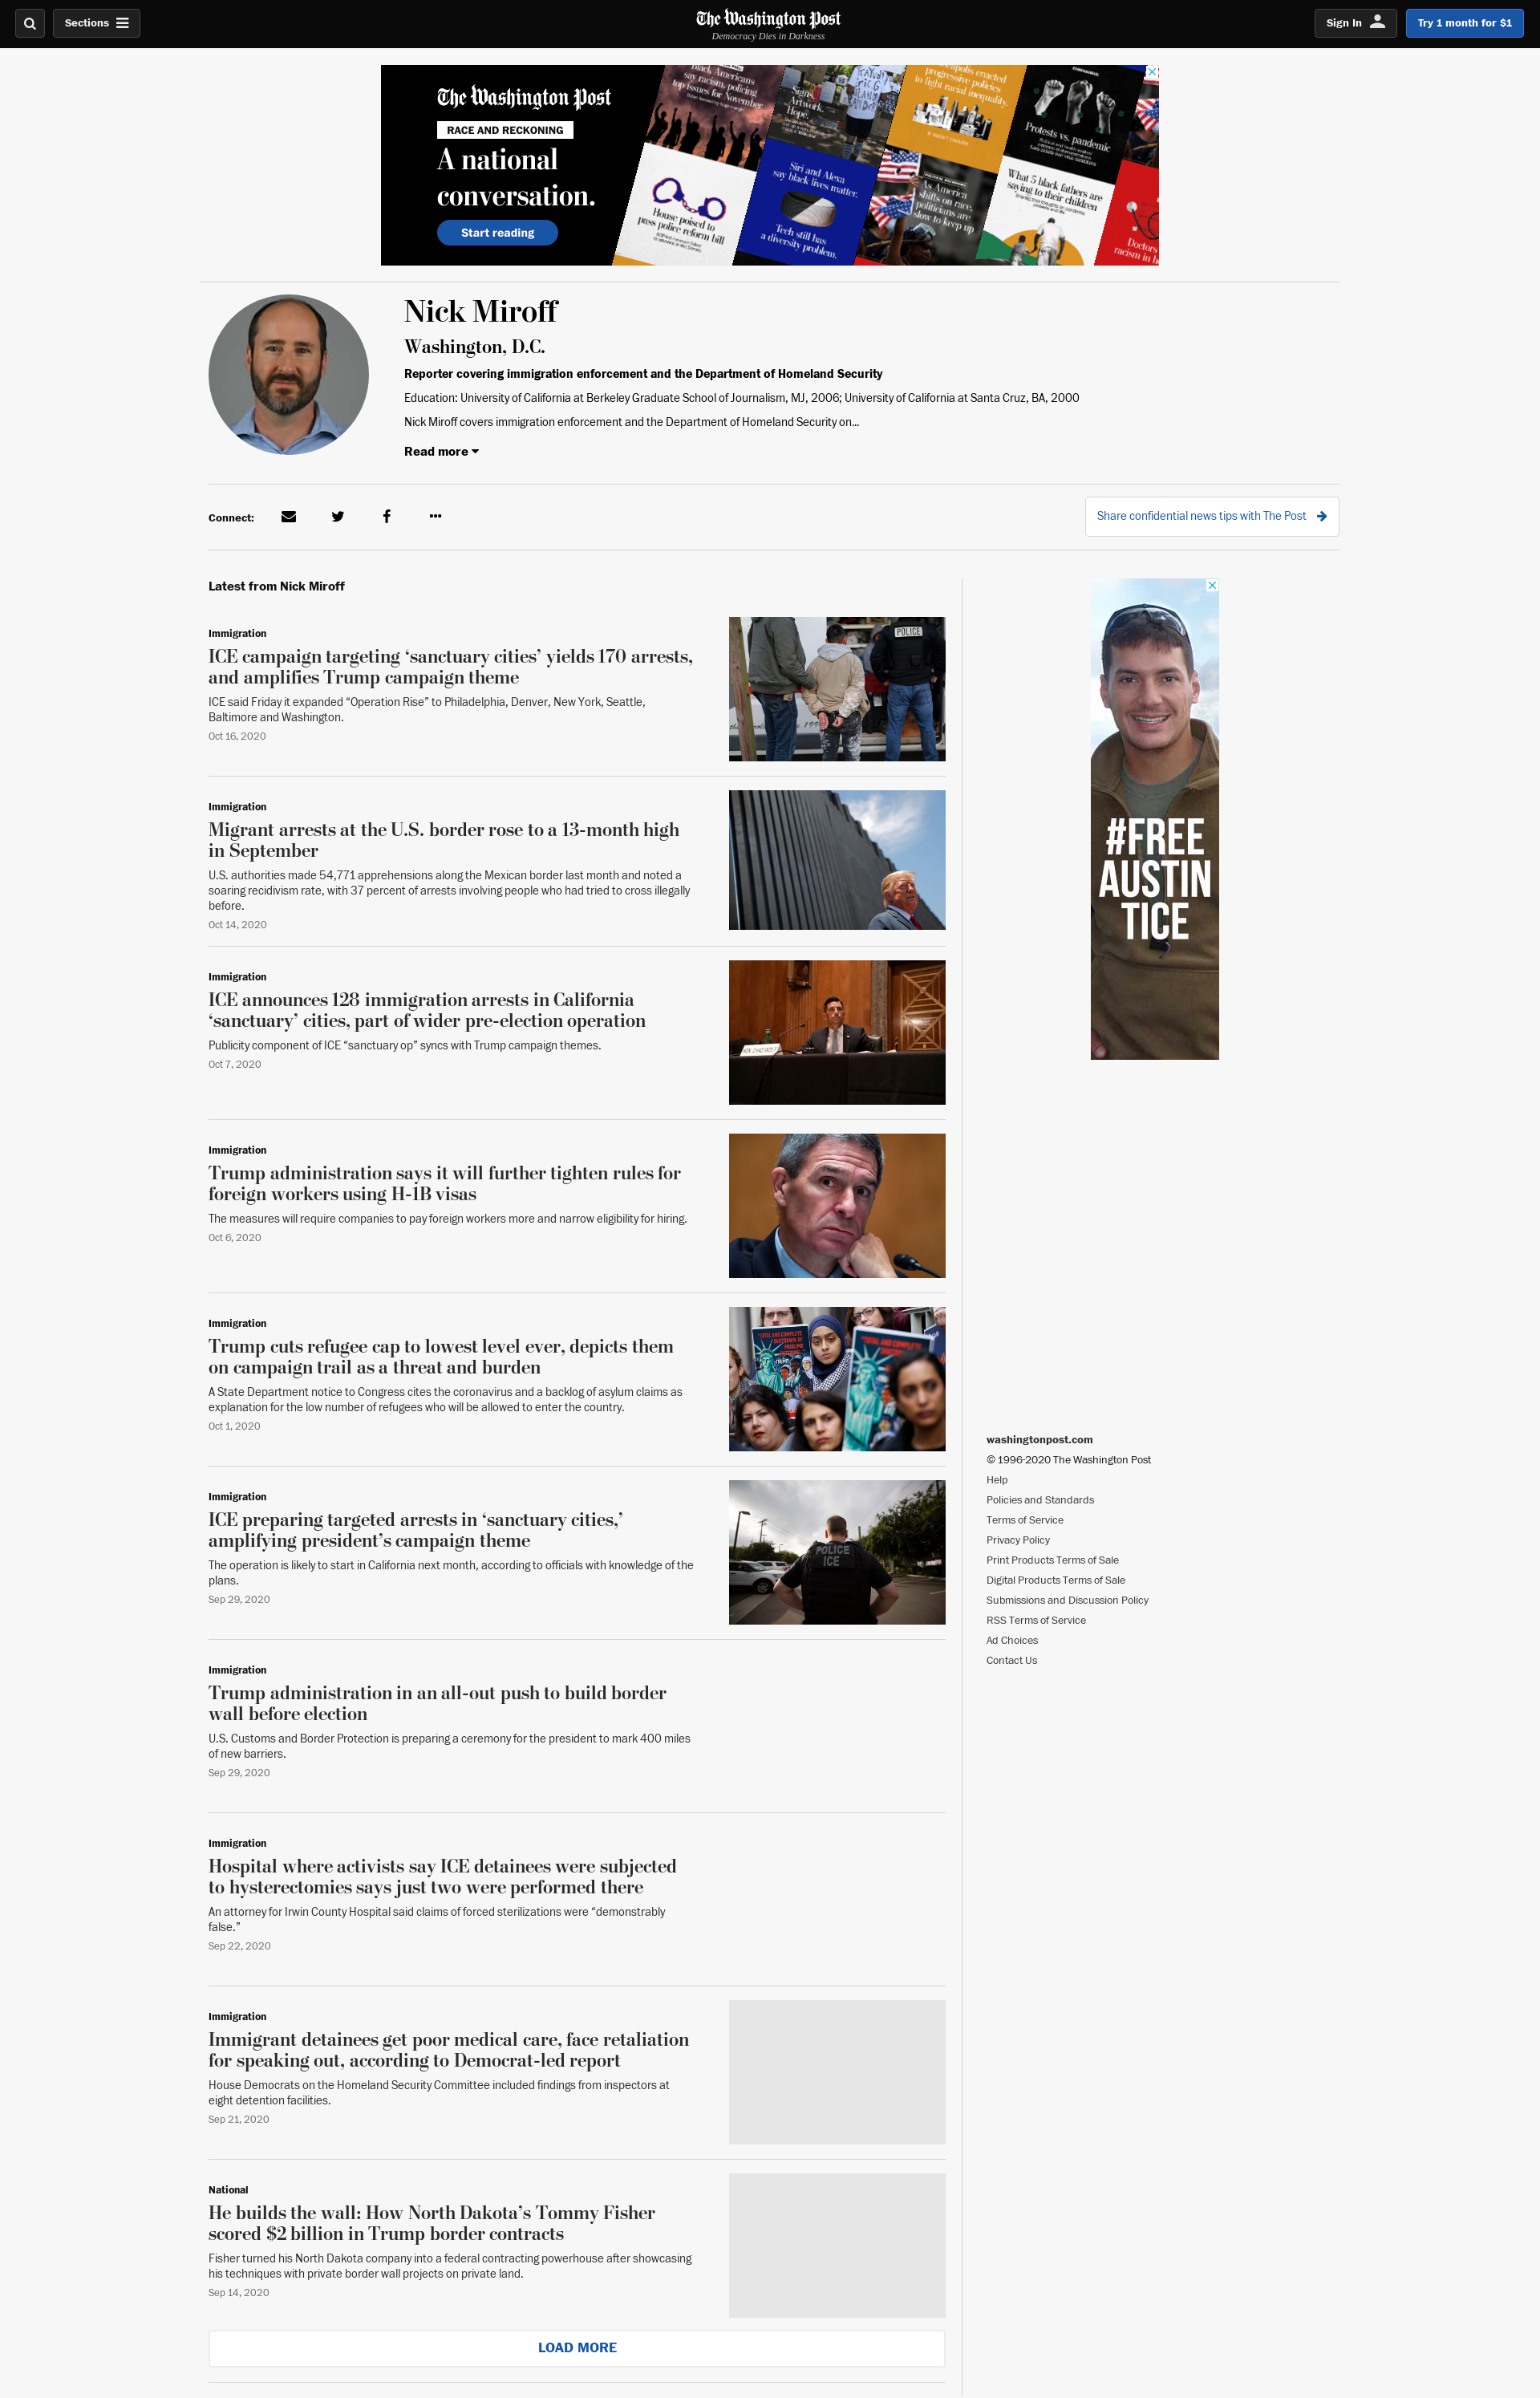 Sections
The Washington Post
Democracy Dies in Darkness
Sign In
Try 1 month for $1
The Washington Post
RACE AND RECKONING
A national
conversation.
Start reading
black Americans
say racism, policing
top issues for November
House poised to
pass police reform bill
Signs.
Artwork.
Hope.
Siri and Alexa
say black lives matter.
Tech still has
a diversity problem.
progressive policies
to fight racial inequality.
As America
shifts on race,
politicians are
slow to keep up
Protests vs. pandemic
What 5 black fathers are
saying to their children
Doctors
racism in
Nick Miroff
Washington, D.C.
Reporter covering immigration enforcement and the Department of Homeland Security
Education: University of California at Berkeley Graduate School of Journalism, MJ, 2006; University of California at Santa Cruz, BA, 2000
Nick Miroff covers immigration enforcement and the Department of Homeland Security on...
Read more
Connect:
Share confidential news tips with The Post
Latest from Nick Miroff
Immigration
ICE campaign targeting ‘sanctuary cities’ yields 170 arrests,
and amplifies Trump campaign theme
ICE said Friday it expanded “Operation Rise” to Philadelphia, Denver, New York, Seattle,
Baltimore and Washington.
Oct 16, 2020
POLICE
Immigration
Migrant arrests at the U.S. border rose to a 13-month high
in September
U.S. authorities made 54,771 apprehensions along the Mexican border last month and noted a
soaring recidivism rate, with 37 percent of arrests involving people who had tried to cross illegally
before.
Oct 14, 2020
Immigration
ICE announces 128 immigration arrests in California
‘sanctuary’ cities, part of wider pre-election operation
Publicity component of ICE “sanctuary op” syncs with Trump campaign themes.
Oct 7, 2020
HON. CHAD WOLF
Immigration
Trump administration says it will further tighten rules for
foreign workers using H-1B visas
The measures will require companies to pay foreign workers more and narrow eligibility for hiring.
Oct 6, 2020
Immigration
Trump cuts refugee cap to lowest level ever, depicts them
on campaign trail as a threat and burden
A State Department notice to Congress cites the coronavirus and a backlog of asylum claims as
explanation for the low number of refugees who will be allowed to enter the country.
Oct 1, 2020
Immigration
ICE preparing targeted arrests in ‘sanctuary cities,’
amplifying president’s campaign theme
The operation is likely to start in California next month, according to officials with knowledge of the
plans.
Sep 29, 2020
POLICE
ICE
Immigration
Trump administration in an all-out push to build border
wall before election
U.S. Customs and Border Protection is preparing a ceremony for the president to mark 400 miles
of new barriers.
Sep 29, 2020
Immigration
Hospital where activists say ICE detainees were subjected
to hysterectomies says just two were performed there
An attorney for Irwin County Hospital said claims of forced sterilizations were “demonstrably
false.”
Sep 22, 2020
Immigration
Immigrant detainees get poor medical care, face retaliation
for speaking out, according to Democrat-led report
House Democrats on the Homeland Security Committee included findings from inspectors at
eight detention facilities.
Sep 21, 2020
National
He builds the wall: How North Dakota’s Tommy Fisher
scored $2 billion in Trump border contracts
Fisher turned his North Dakota company into a federal contracting powerhouse after showcasing
his techniques with private border wall projects on private land.
Sep 14, 2020
LOAD MORE
#FREE
AUSTIN
TICE
washingtonpost.com
© 1996-2020 The Washington Post
Help
Policies and Standards
Terms of Service
Privacy Policy
Print Products Terms of Sale
Digital Products Terms of Sale
Submissions and Discussion Policy
RSS Terms of Service
Ad Choices
Contact Us